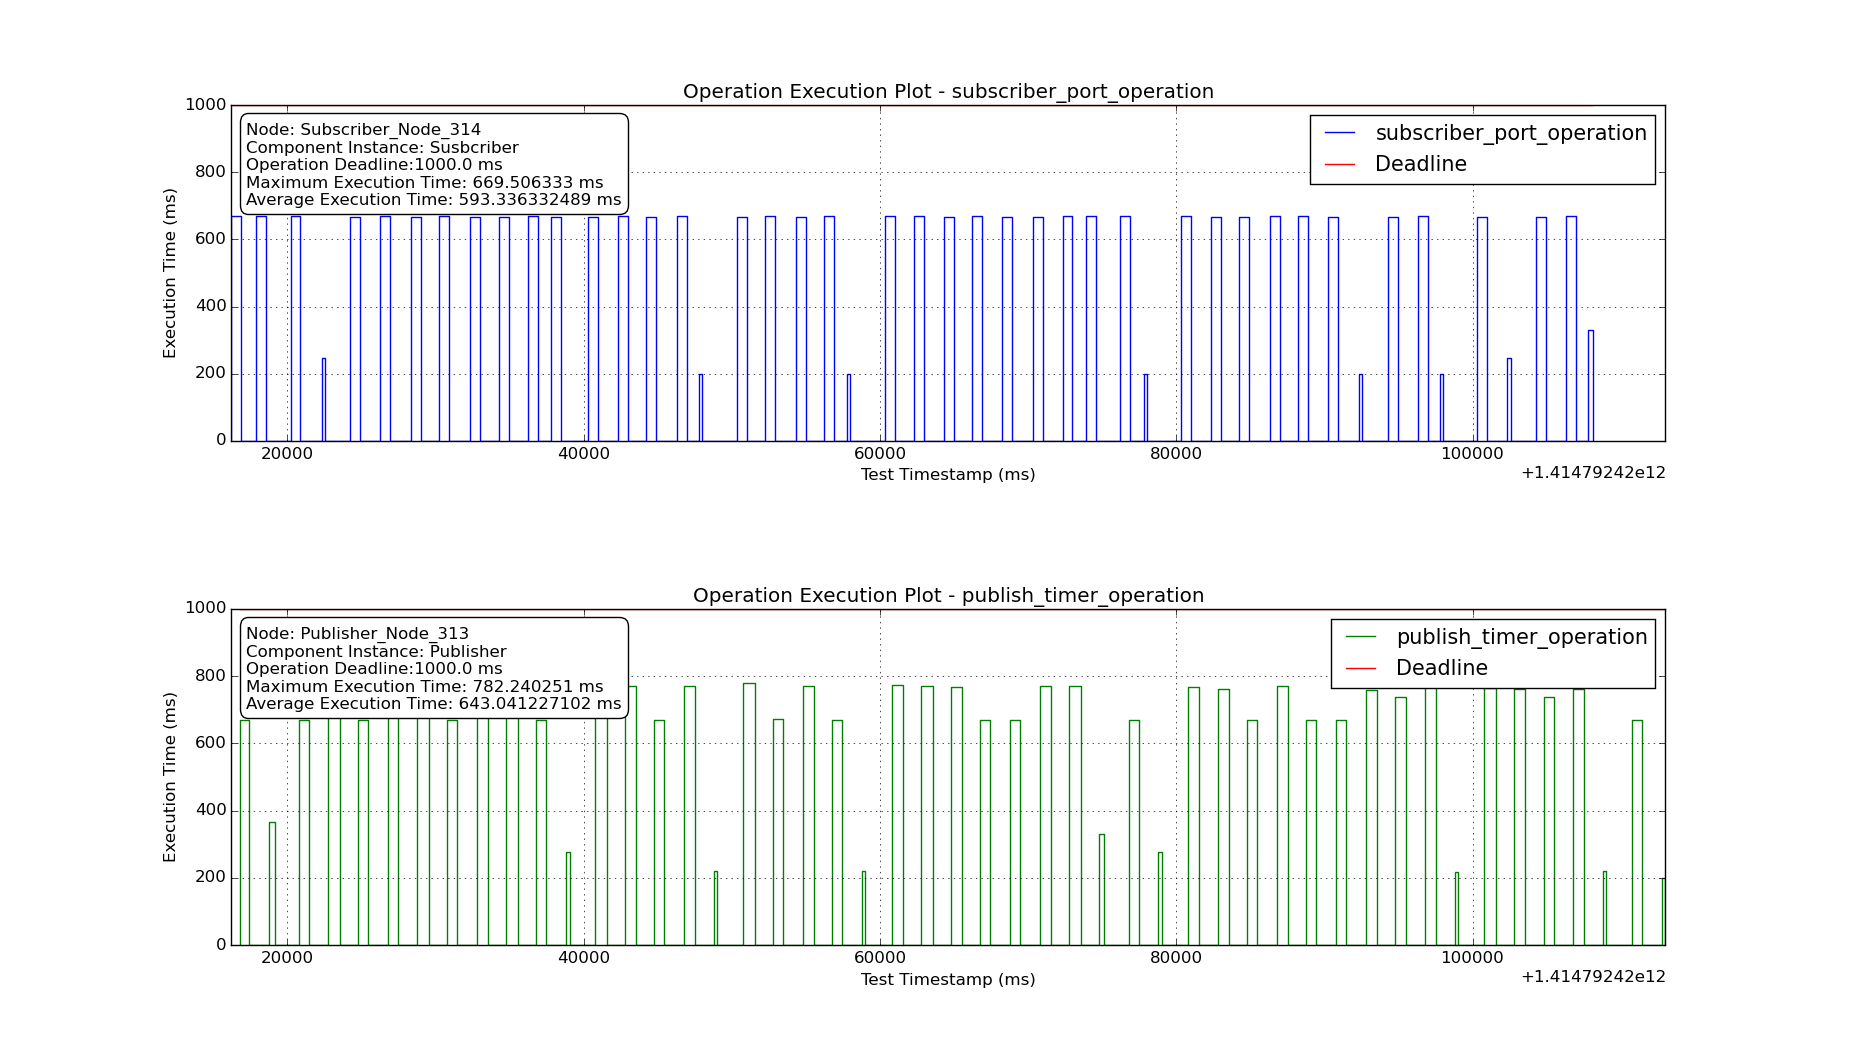 Operation Execution Plot - subscriber_port_operation
1000
800
600
400
200
0
Execution Time (ms)
Node: Subscriber_Node_314
Component Instance: Susbcriber
Operation Deadline:1000.0 ms
Maximum Execution Time: 669.506333 ms
Average Execution Time: 593.336332489 ms
subscriber_port_operation
Deadline
20000 40000 60000 80000 100000
Test Timestamp (ms)
+1.41479242e12
Operation Execution Plot - publish_timer_operation
1000
800
600
400
200
0
Execution Time (ms)
Node: Publisher_Node_313
Component Instance: Publisher
Operation Deadline:1000.0 ms
Maximum Execution Time: 782.240251 ms
Average Execution Time: 643.041227102 ms
publish_timer_operation
Deadline
20000 40000 60000 80000 100000
Test Timestamp (ms)
+1.41479242e12